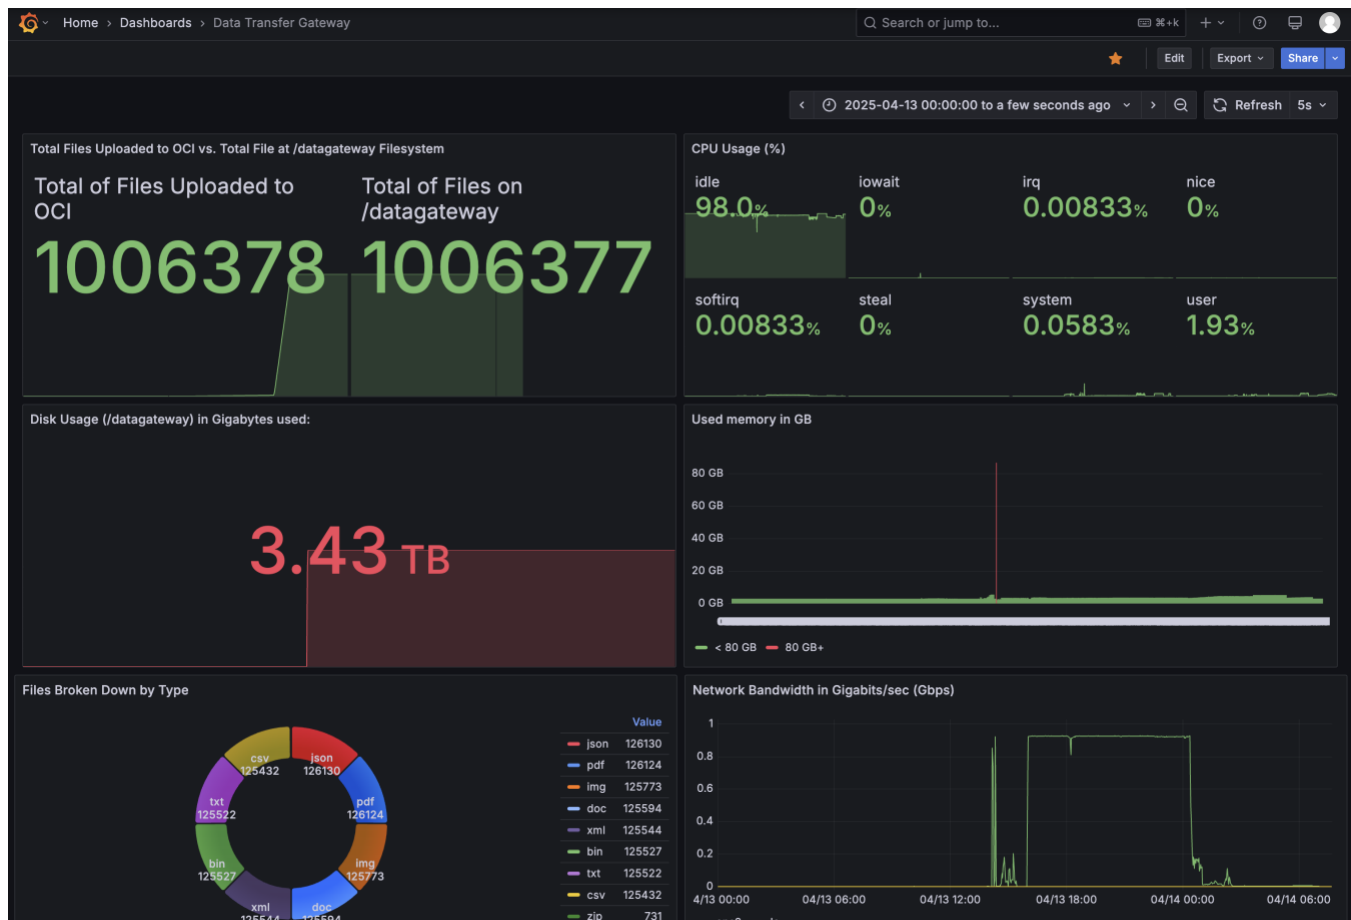 Home › Dashboards › Data Transfer Gateway
Search or jump to...
⌘+k
Edit
Export
Share
2025-04-13 00:00:00 to a few seconds ago
Refresh
5s
Total Files Uploaded to OCI vs. Total File at /datagateway Filesystem
Total of Files Uploaded to
OCI
1006378
Total of Files on
/datagateway
1006377
CPU Usage (%)
idle
98.0%
iowait
0%
irq
0.00833%
nice
0%
softirq
0.00833%
steal
0%
system
0.0583%
user
1.93%
Disk Usage (/datagateway) in Gigabytes used:
3.43 TB
Used memory in GB
80 GB
60 GB
40 GB
20 GB
0 GB
< 80 GB
80 GB+
Files Broken Down by Type
csv
125432
json
126130
txt
125522
pdf
126124
bin
125527
img
125773
xml
125544
doc
125594
Value
json 126130
pdf 126124
img 125773
doc 125594
xml 125544
bin 125527
txt 125522
csv 125432
zip 731
Network Bandwidth in Gigabits/sec (Gbps)
1
0.8
0.6
0.4
0.2
0
4/13 00:00
04/13 06:00
04/13 12:00
04/13 18:00
04/14 00:00
04/14 06:00